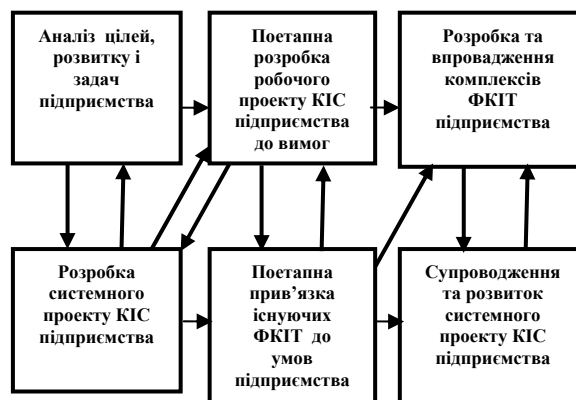 Аналіз цілей,
розвитку і
задач
підприємства
Поетапна
розробка
робочого
проекту КІС
підприємства
до вимог
Розробка та
впровадження
комплексів
ФКІТ
підприємства
Розробка
системного
проекту КІС
підприємства
Поетапна
прив’язка
існуючих
ФКІТ до
умов
підприємства
Супроводження
та розвиток
системного
проекту КІС
підприємства